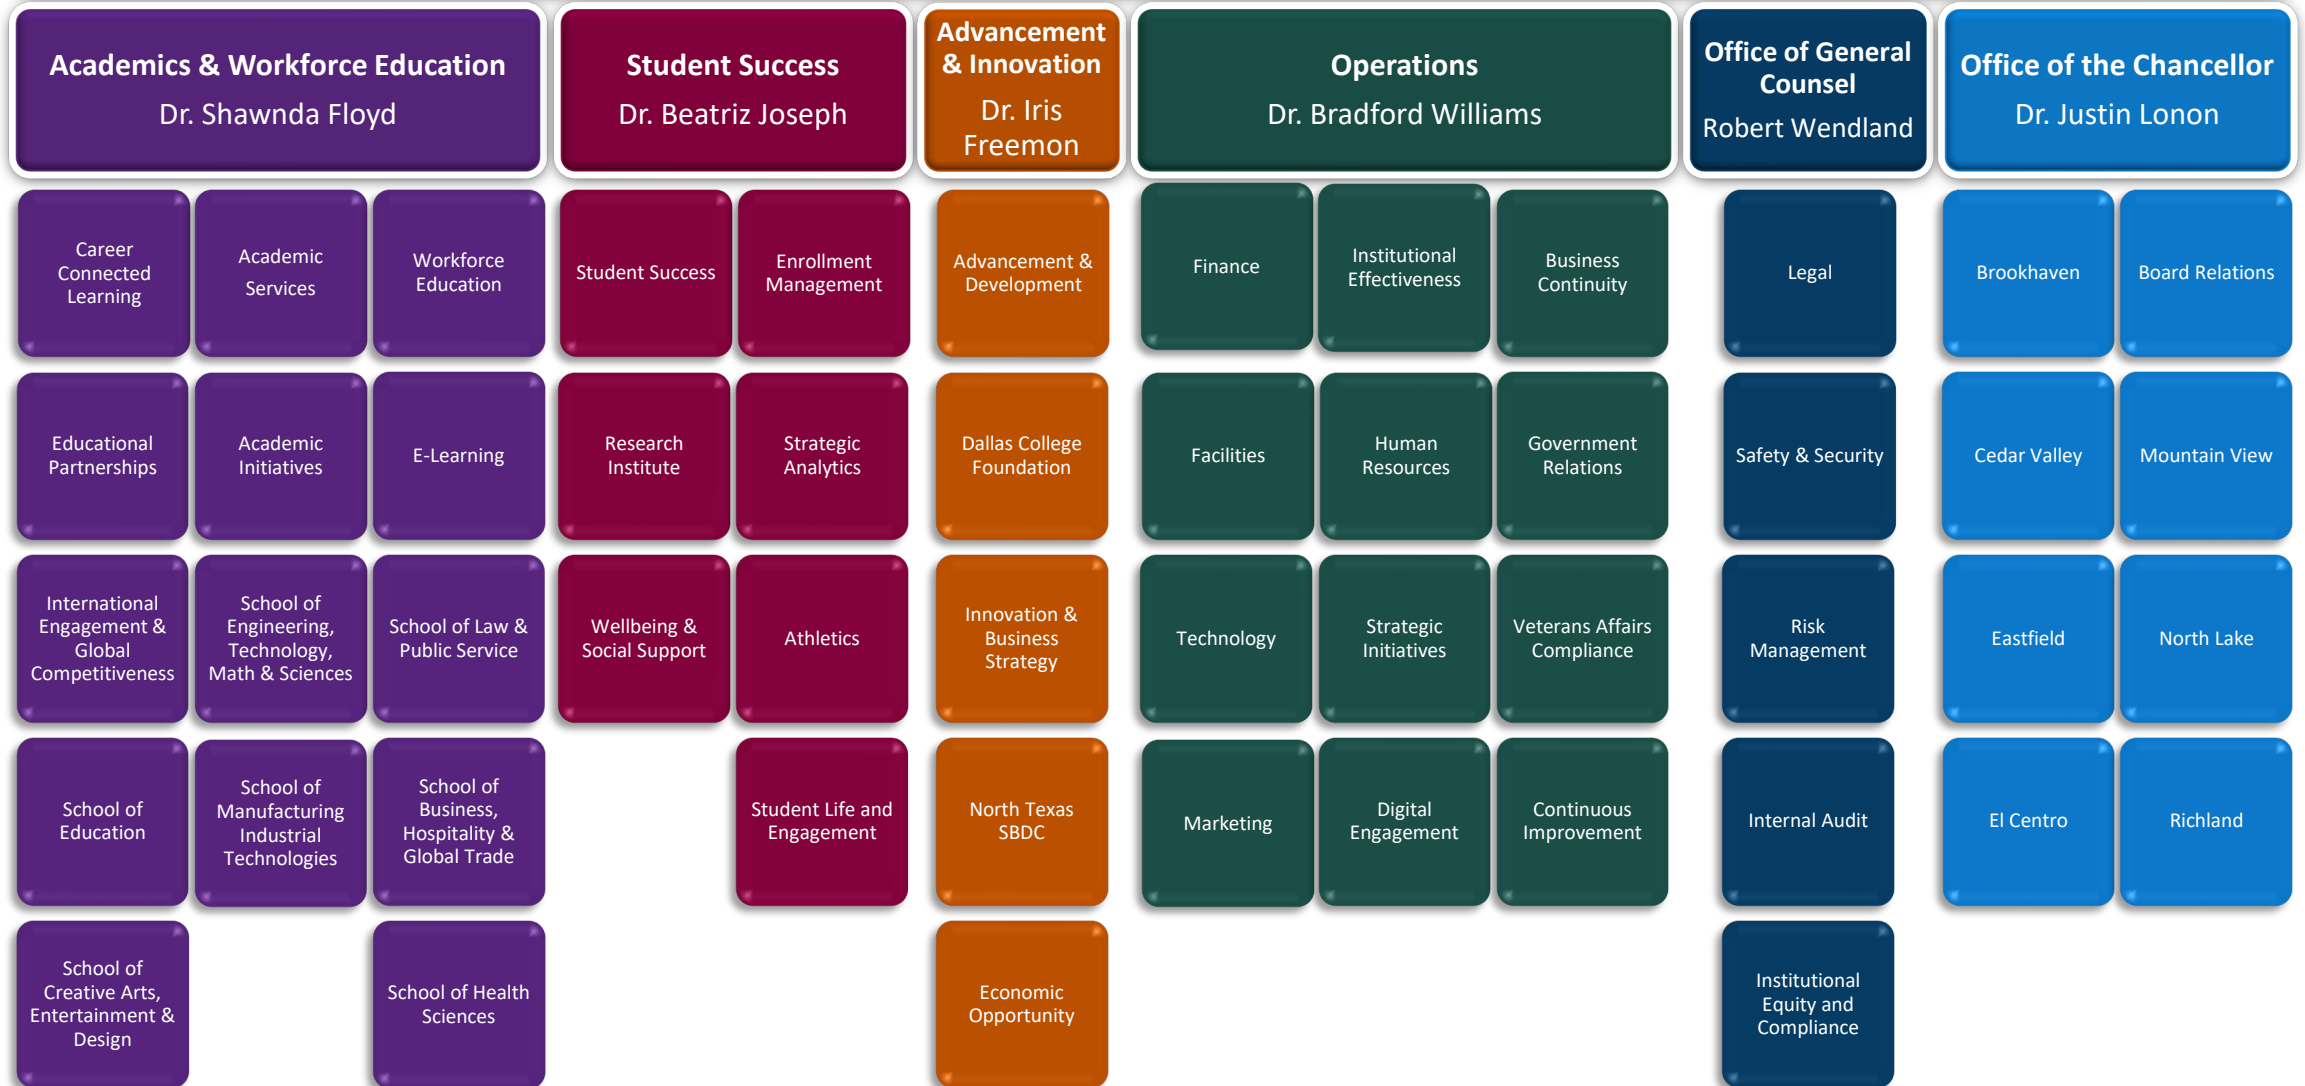 Academics & Workforce Education
Dr. Shawnda Floyd
Student Success
Dr. Beatriz Joseph
Advancement
& Innovation
Dr. Iris
Freemon
Operations
Dr. Bradford Williams
Office of General
Counsel
Robert Wendland
Office of the Chancellor
Dr. Justin Lonon
Career
Connected
Learning
Academic
Services
Workforce
Education
Student Success
Enrollment
Management
Advancement &
Development
Finance
Institutional
Effectiveness
Business
Continuity
Legal
Brookhaven
Board Relations
Educational
Partnerships
Academic
Initiatives
E-Learning
Research
Institute
Strategic
Analytics
Dallas College
Foundation
Facilities
Human
Resources
Government
Relations
Safety & Security
Cedar Valley
Mountain View
International
Engagement &
Global
Competitiveness
School of
Engineering,
Technology,
Math & Sciences
School of Law &
Public Service
Wellbeing &
Social Support
Athletics
Innovation &
Business
Strategy
Technology
Strategic
Initiatives
Veterans Affairs
Compliance
Risk
Management
Eastfield
North Lake
School of
Education
School of
Manufacturing
Industrial
Technologies
School of
Business,
Hospitality &
Global Trade
Student Life and
Engagement
North Texas
SBDC
Marketing
Digital
Engagement
Continuous
Improvement
Internal Audit
El Centro
Richland
School of
Creative Arts,
Entertainment &
Design
School of Health
Sciences
Economic
Opportunity
Institutional
Equity and
Compliance